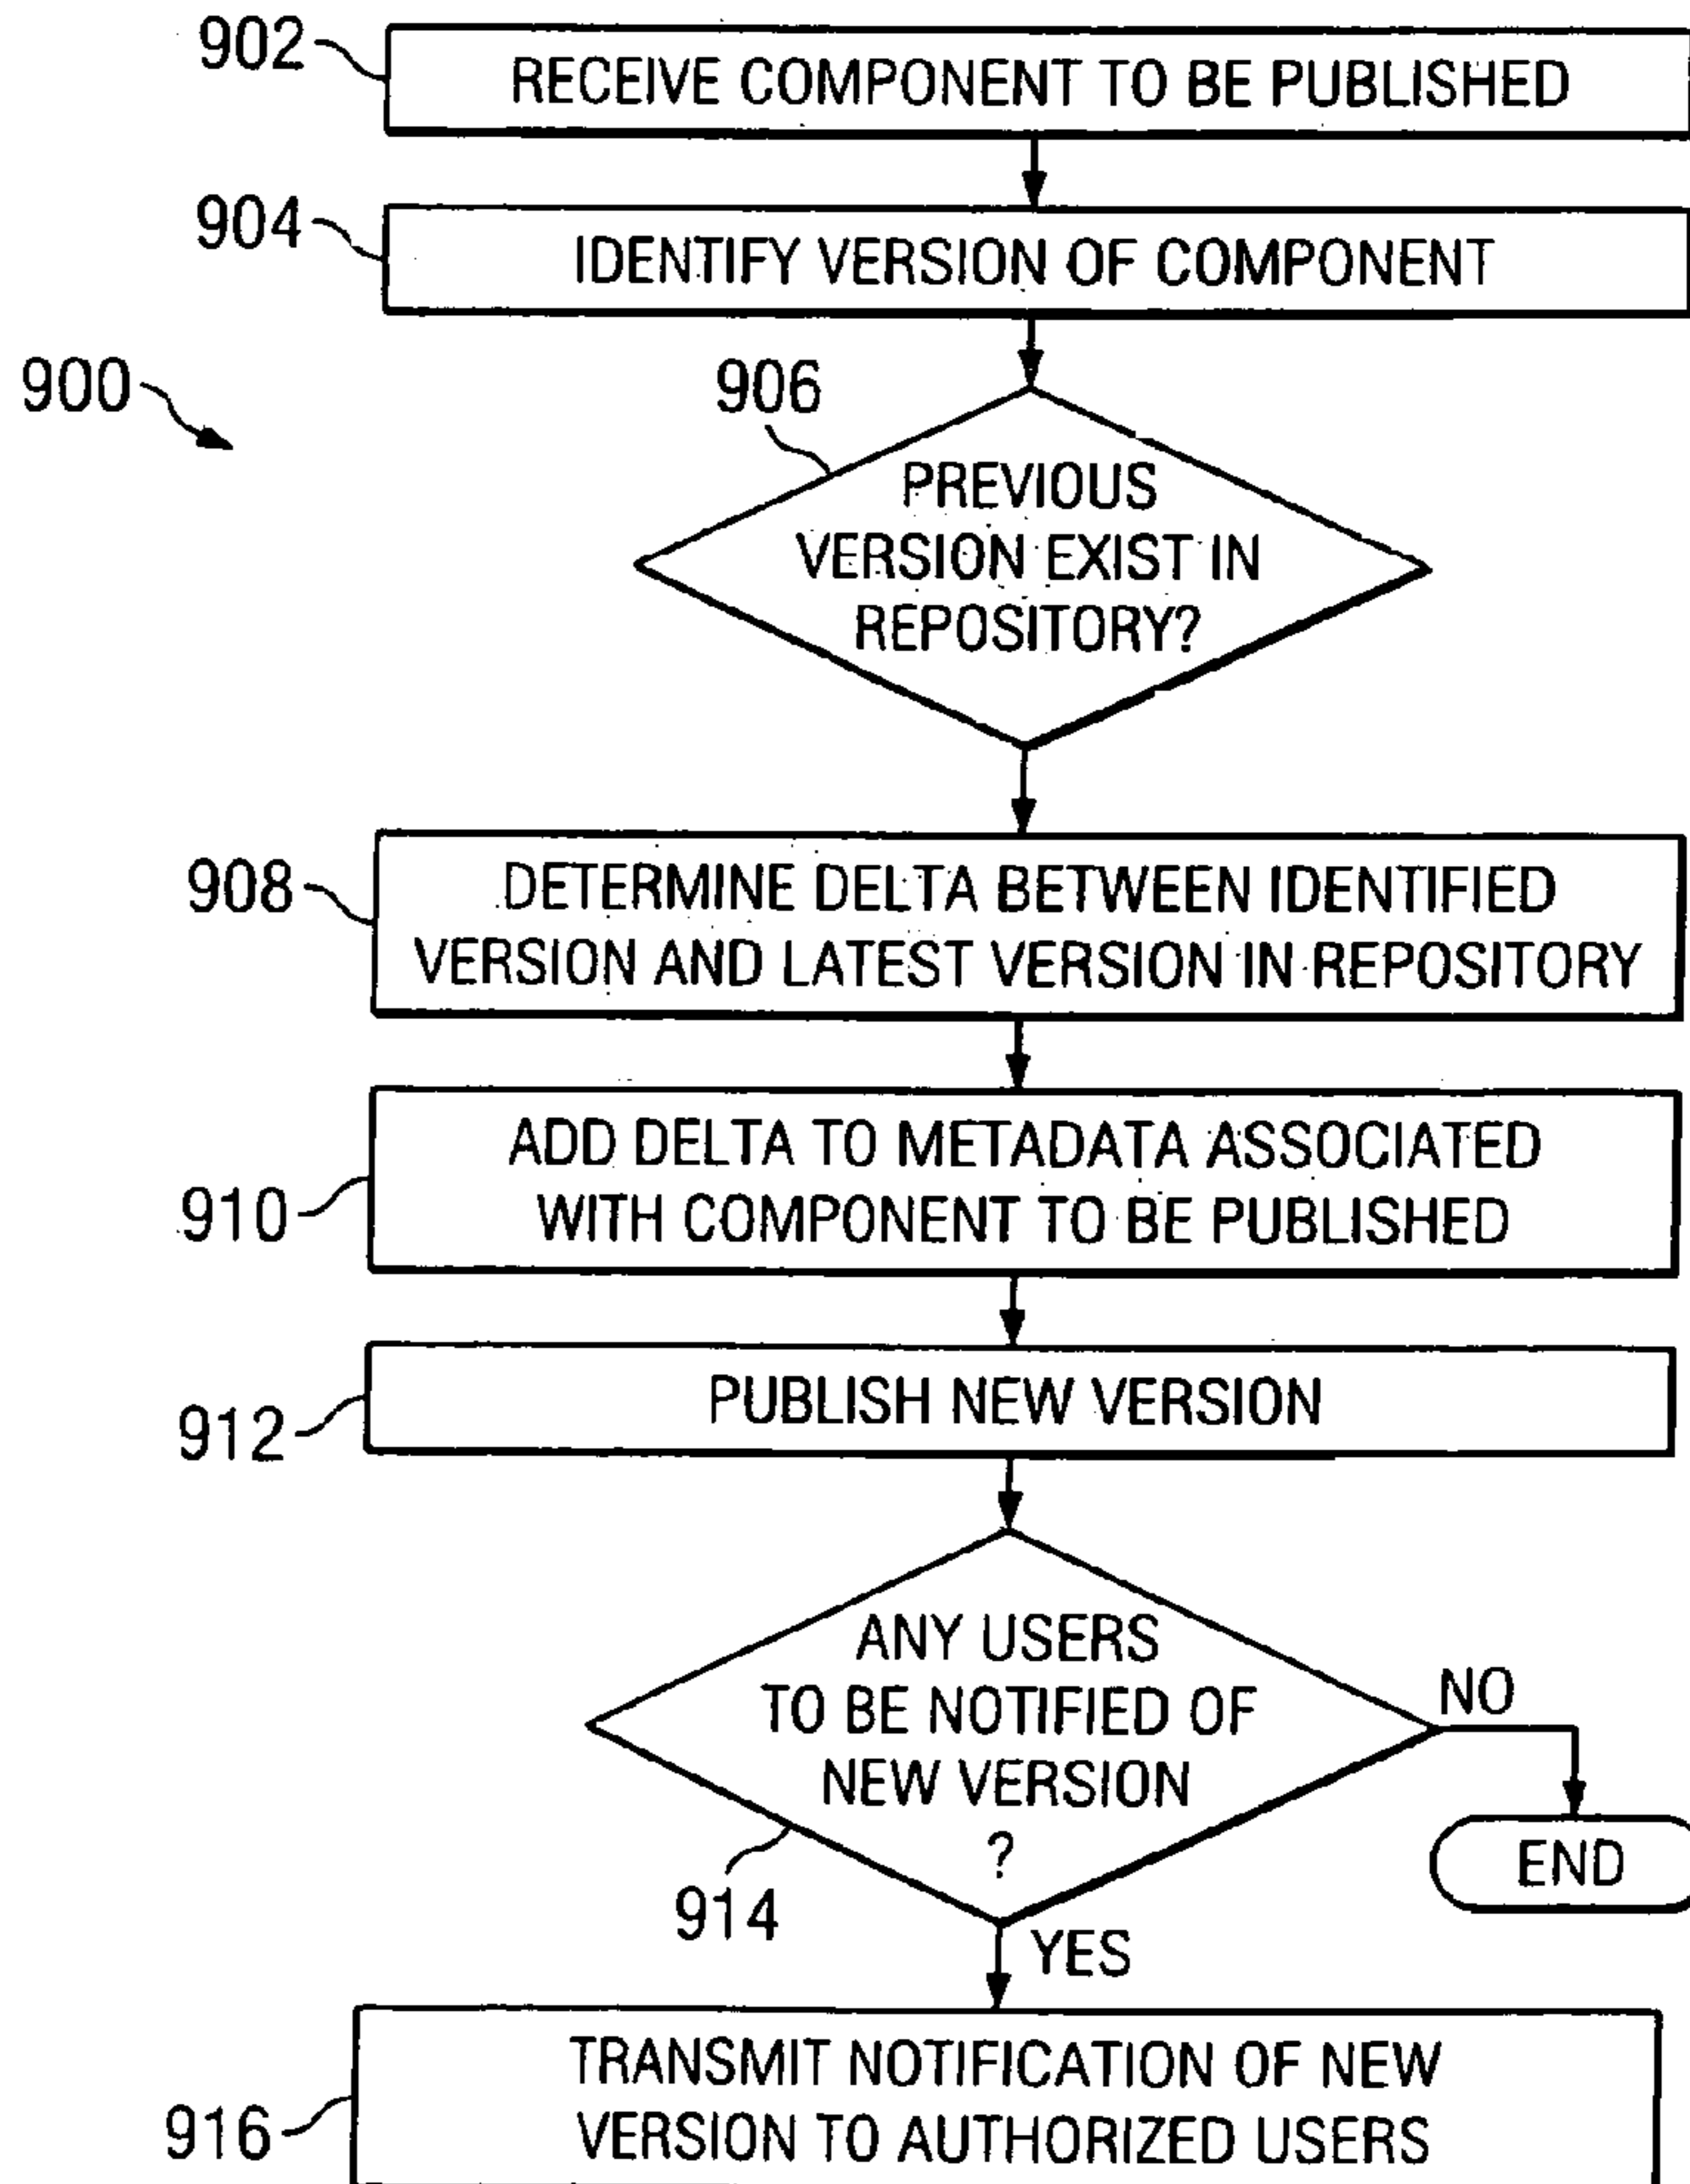 902
RECEIVE COMPONENT TO BE PUBLISHED
904
IDENTIFY VERSION OF COMPONENT
900
906
PREVIOUS
VERSION EXIST IN
REPOSITORY?
908
DETERMINE DELTA BETWEEN IDENTIFIED
VERSION AND LATEST VERSION IN REPOSITORY
910
ADD DELTA TO METADATA ASSOCIATED
WITH COMPONENT TO BE PUBLISHED
912
PUBLISH NEW VERSION
ANY USERS
TO BE NOTIFIED OF
NEW VERSION
?
914
NO
END
YES
916
TRANSMIT NOTIFICATION OF NEW
VERSION TO AUTHORIZED USERS